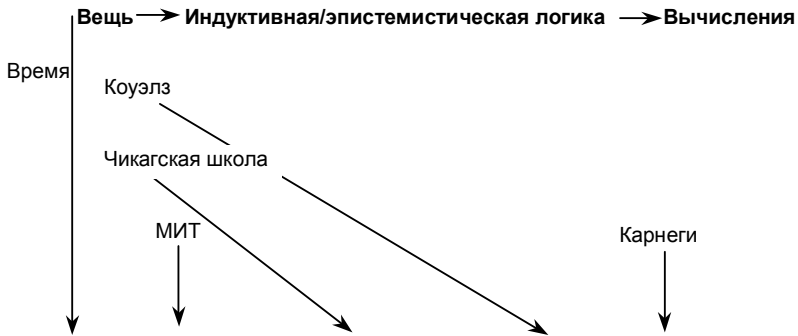 Вещь Индуктивная/эпистемистическая логика Вычисления
Время
Коуэлз
Чикагская школа
МИТ Карнеги